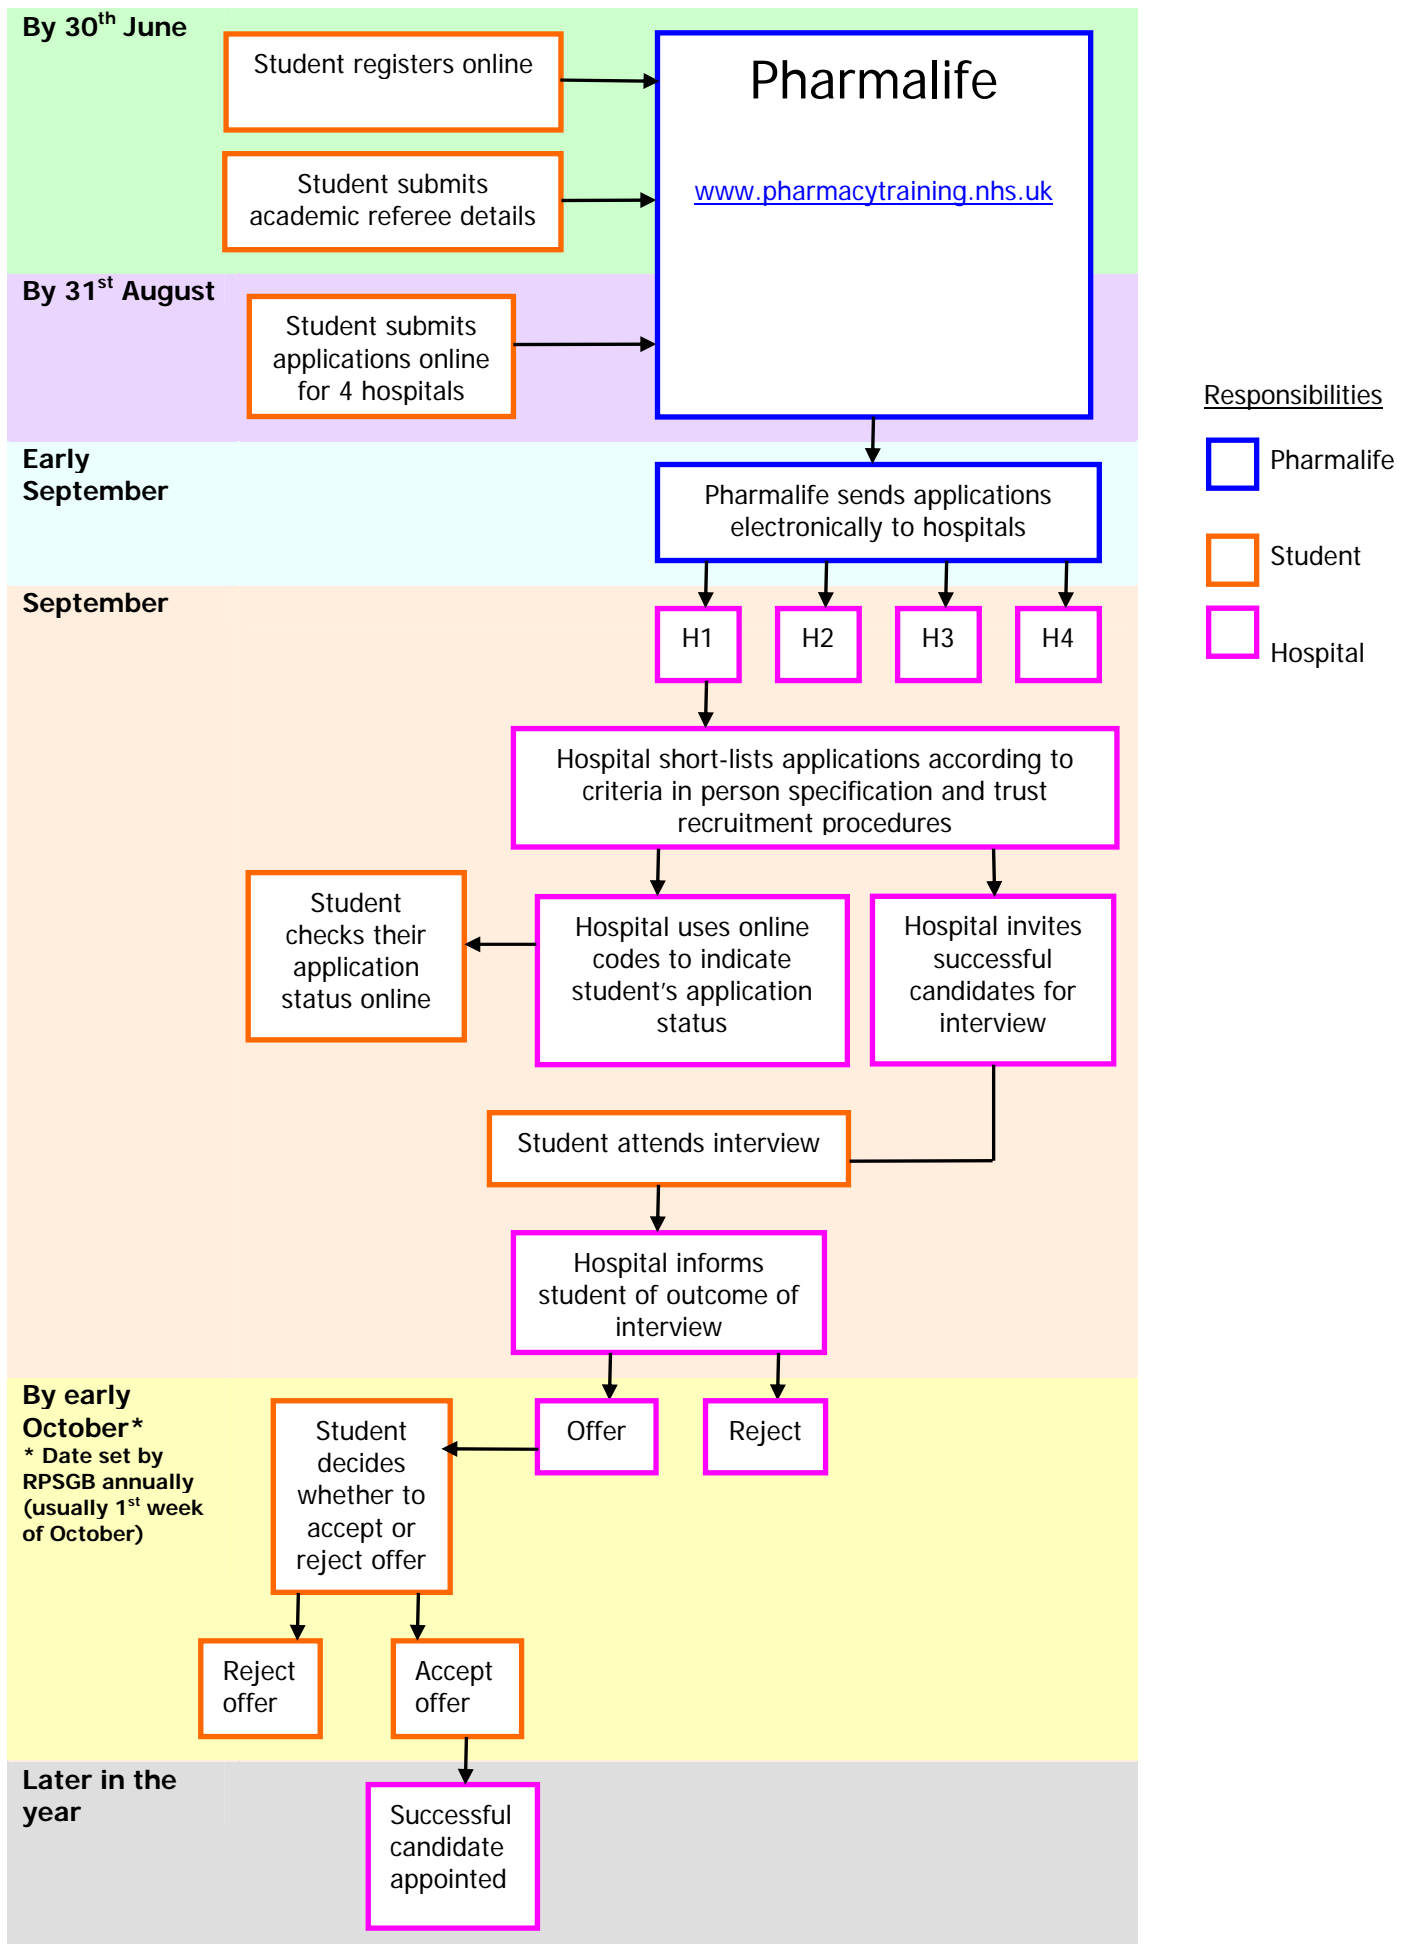 By 30th June
Student registers online
Pharmalife
www.pharmacytraining.nhs.uk
Student submits
academic referee details
By 31st August
Student submits
applications online
for 4 hospitals
Responsibilities
Pharmalife
Student
Hospital
Early
September
Pharmalife sends applications
electronically to hospitals
September
H1
H2
H3
H4
Hospital short-lists applications according to
criteria in person specification and trust
recruitment procedures
Student
checks their
application
status online
Hospital uses online
codes to indicate
student's application
status
Hospital invites
successful
candidates for
interview
Student attends interview
Hospital informs
student of outcome of
interview
By early
October*
* Date set by
RPSGB annually
(usually 1st week
of October)
Student
decides
whether to
accept or
reject offer
Offer
Reject
Reject
offer
Accept
offer
Later in the
year
Successful
candidate
appointed